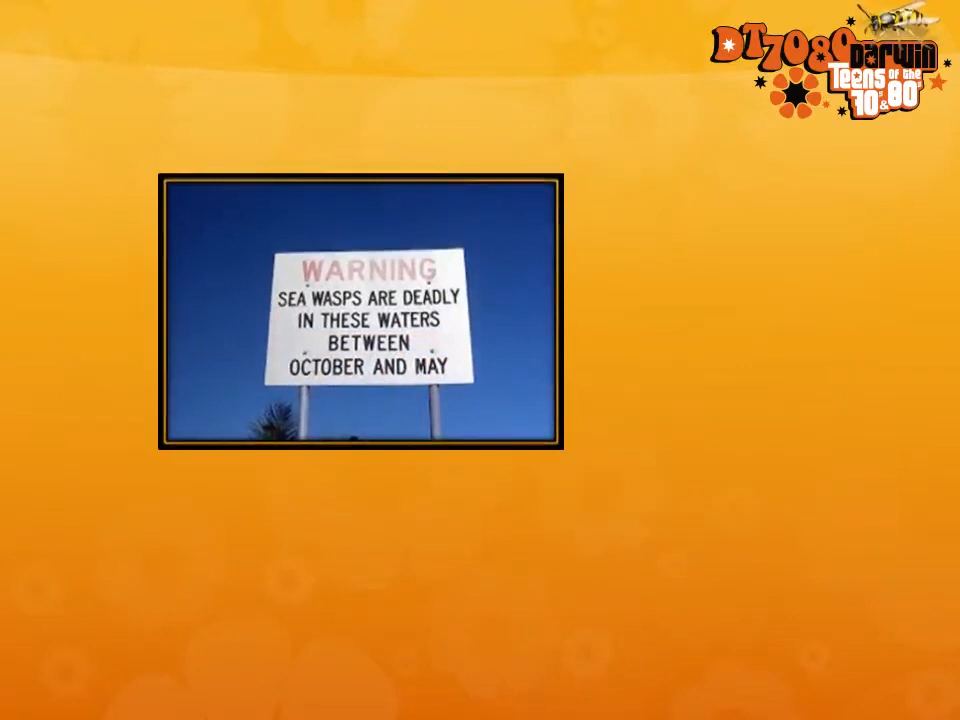 DT7080 DARWIN
TEENS OF THE
70's & 80's
WARNING
SEA WASPS ARE DEADLY
IN THESE WATERS
BETWEEN
OCTOBER AND MAY